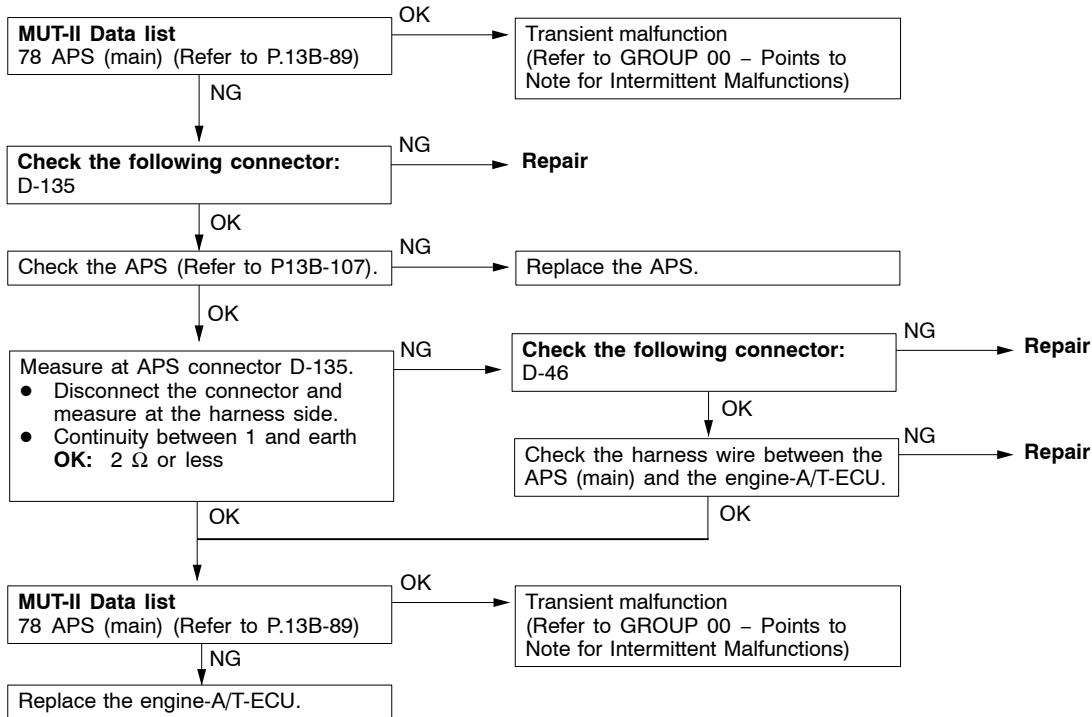 MUT-II Data list
78 APS (main) (Refer to P.13B-89)
OK
Transient malfunction
(Refer to GROUP 00 – Points to
Note for Intermittent Malfunctions)
NG
Check the following connector:
D-135
NG
Repair
OK
Check the APS (Refer to P13B-107).
NG
Replace the APS.
OK
Measure at APS connector D-135.
● Disconnect the connector and
measure at the harness side.
● Continuity between 1 and earth
OK: 2 Ω or less
NG
Check the following connector:
D-46
NG
Repair
OK
Check the harness wire between the
APS (main) and the engine-A/T-ECU.
NG
Repair
OK
OK
MUT-II Data list
78 APS (main) (Refer to P.13B-89)
OK
Transient malfunction
(Refer to GROUP 00 – Points to
Note for Intermittent Malfunctions)
NG
Replace the engine-A/T-ECU.